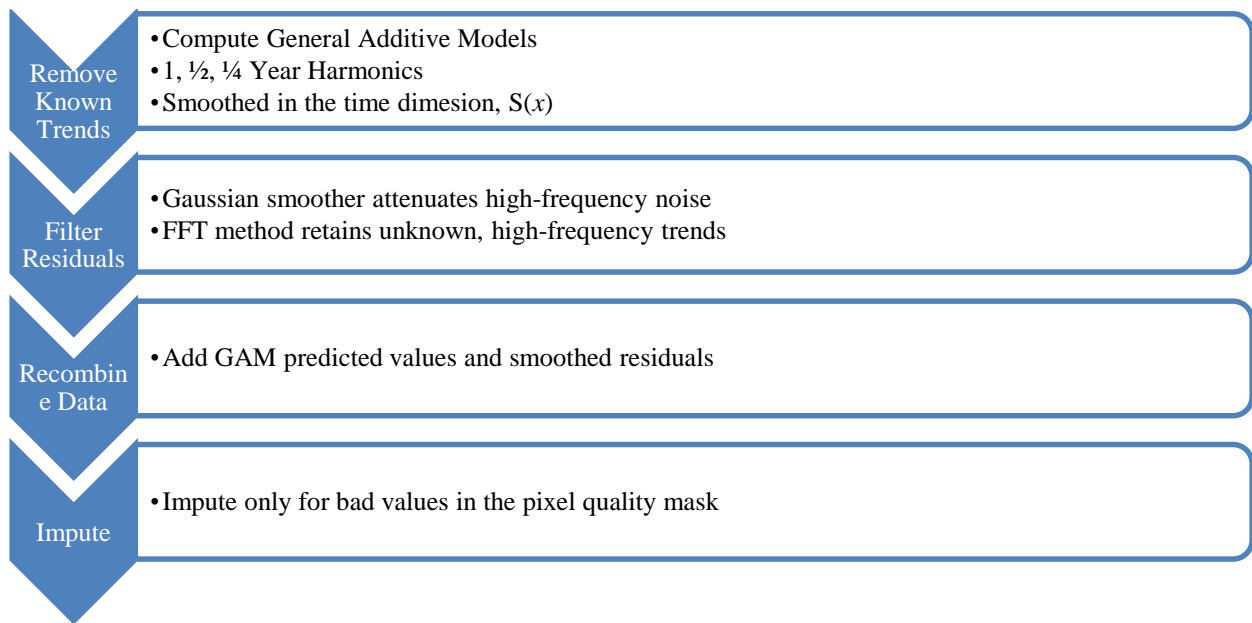 Remove
Known
Trends
•Compute General Additive Models
•1, ½, ¼ Year Harmonics
•Smoothed in the time dimesion, S(x)
Filter
Residuals
•Gaussian smoother attenuates high-frequency noise
•FFT method retains unknown, high-frequency trends
Recombin
e Data
•Add GAM predicted values and smoothed residuals
Impute
•Impute only for bad values in the pixel quality mask